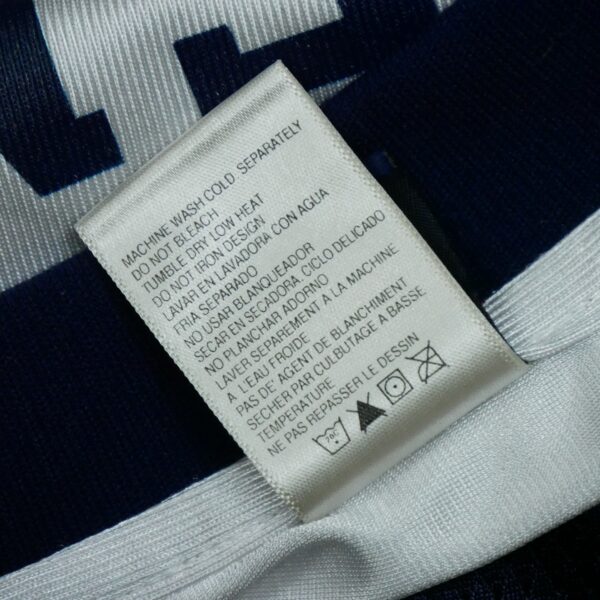 MACHINE WASH COLD SEPARATELY
DO NOT BLEACH
TUMBLE DRY LOW HEAT
DO NOT IRON DESIGN
LAVAR EN LAVADORA CON AGUA
FRIA SEPARADO
NO USAR BLANQUEADOR
SECAR EN SECADORA, CICLO DELICADO
NO PLANCHAR ADORNO
LAVER SEPAREMENT A LA MACHINE
A L'EAU FROIDE
PAS DE' AGENT DE BLANCHIMENT
SECHER PAR CULBUTAGE A BASSE
TEMPERATURE
NE PAS REPASSER LE DESSIN